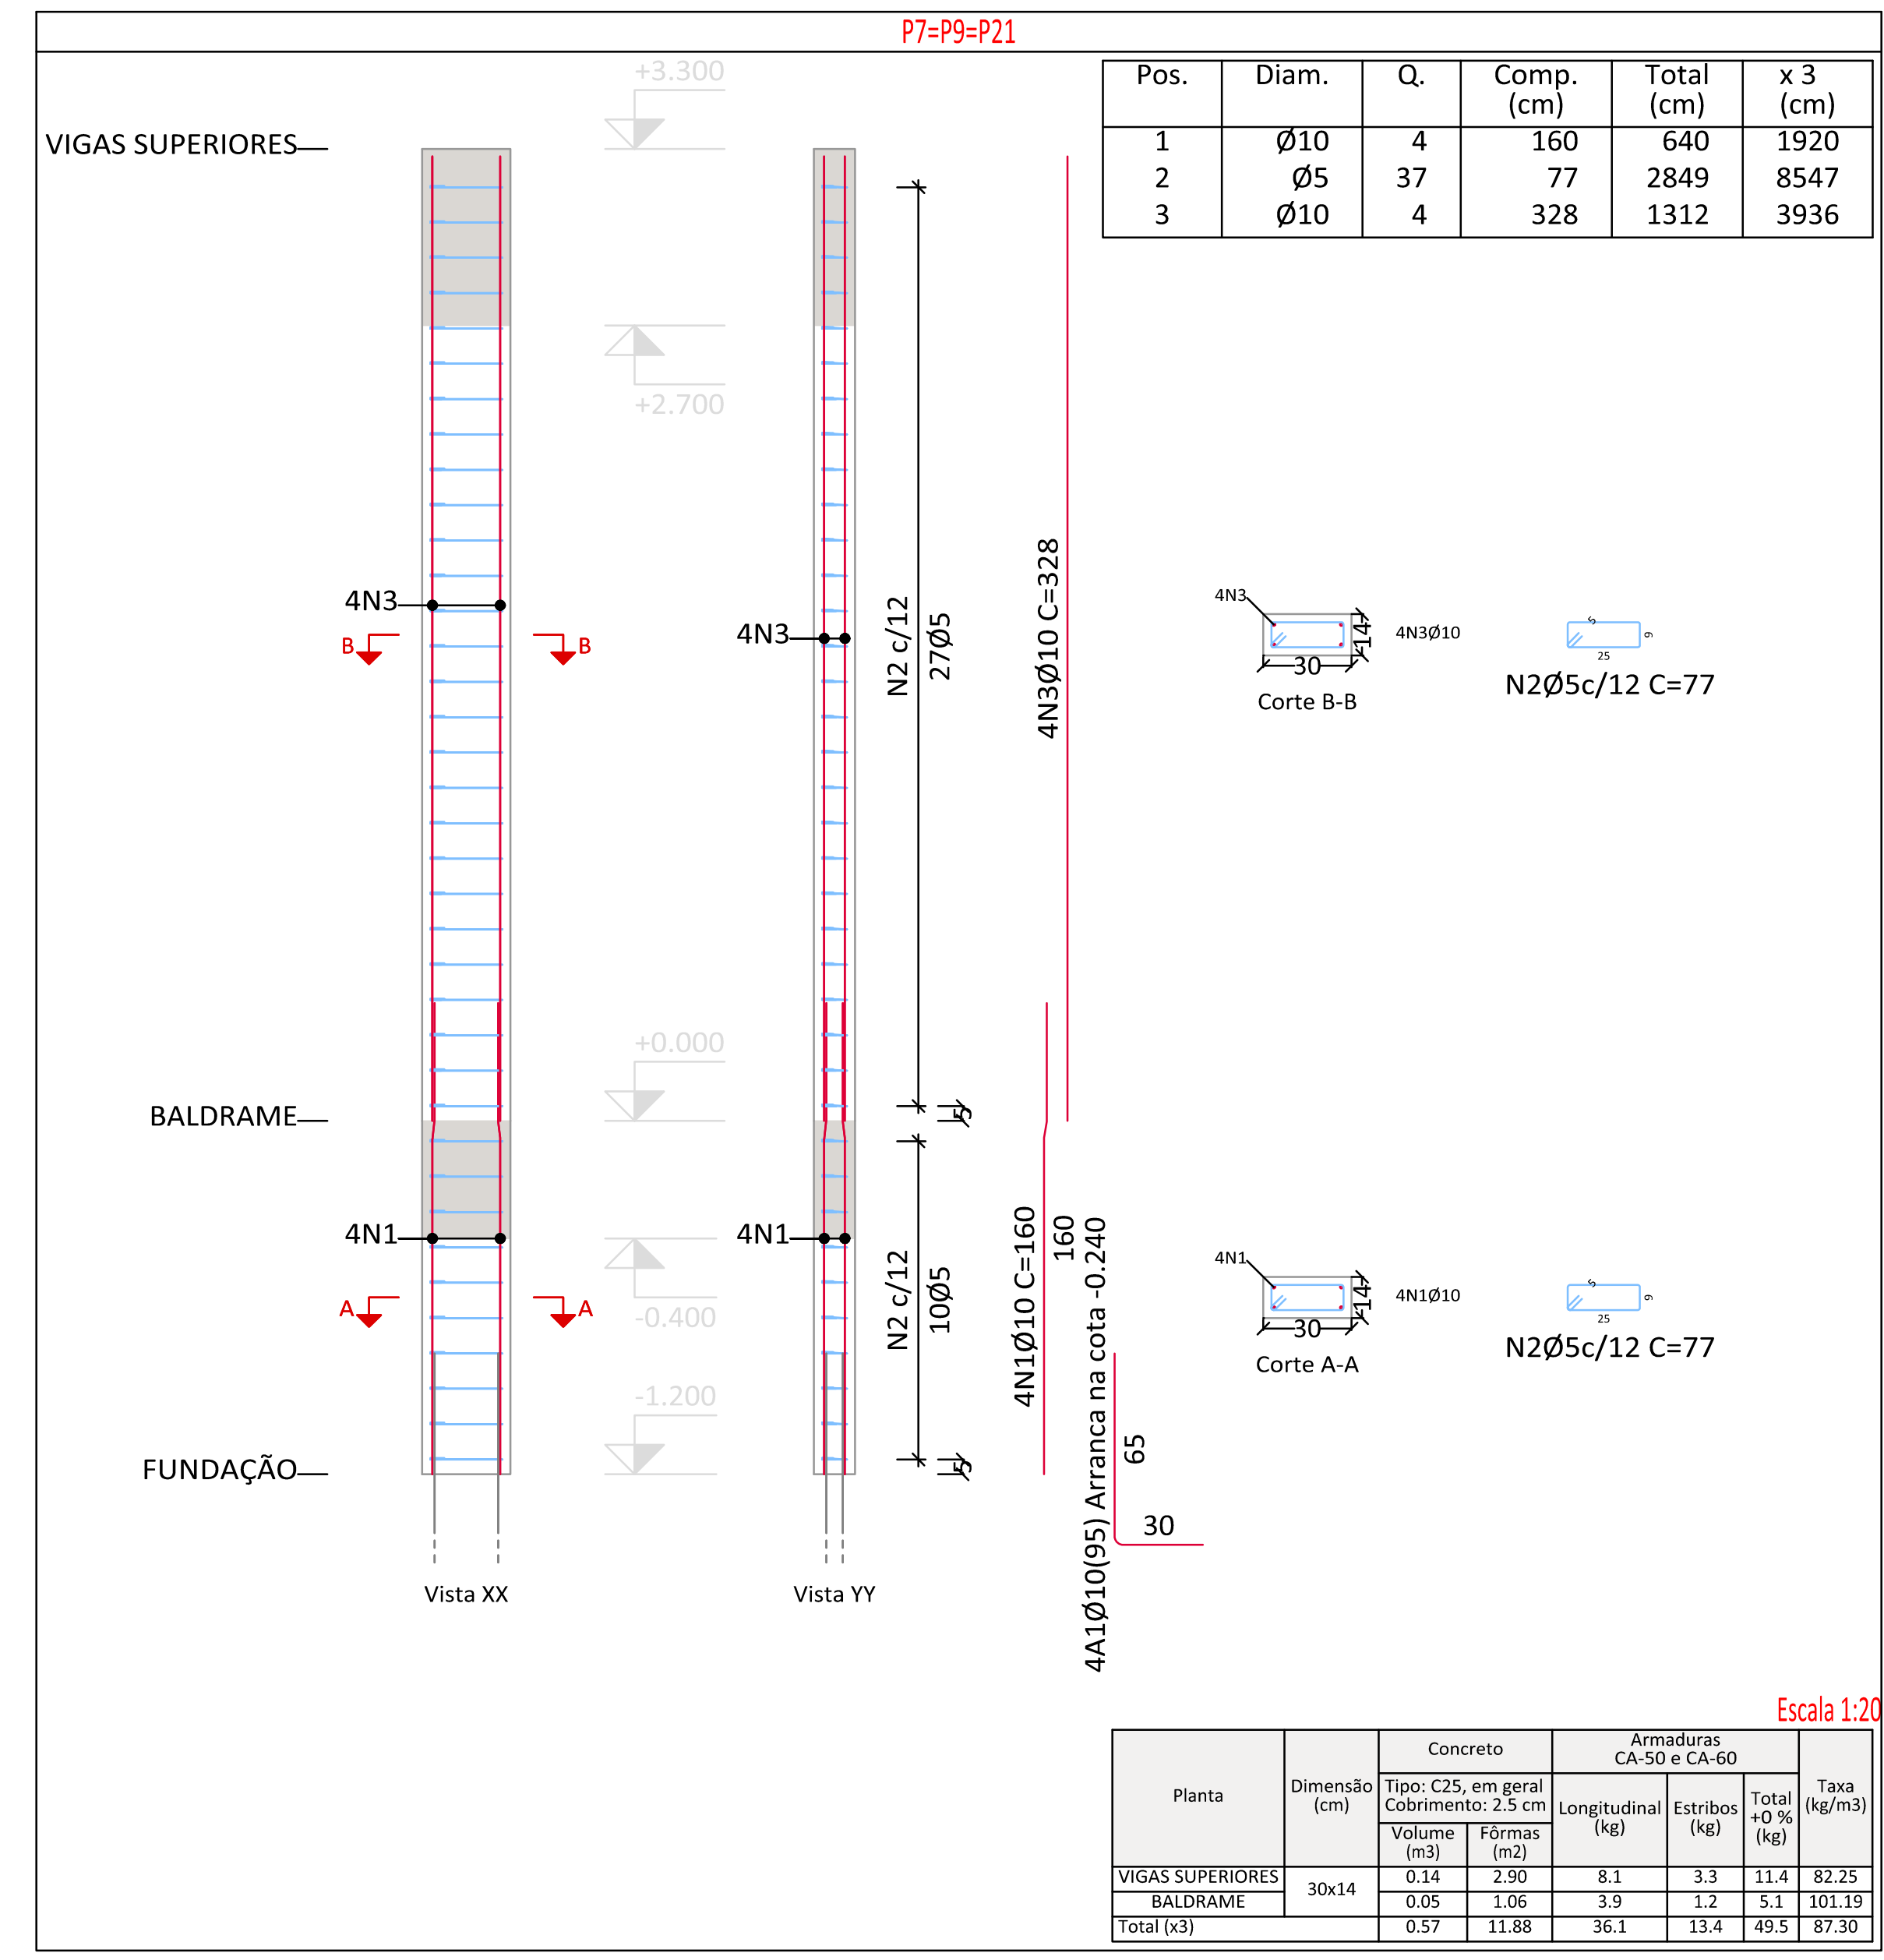 P7=P9=P21
Pos. Diam. Q. Comp. (cm) Total (cm) x 3 (cm)
1 Ø10 4 160 640 1920
2 Ø5 37 77 2849 8547
3 Ø10 4 328 1312 3936
+3.300
VIGAS SUPERIORES
+2.700
4N3
B B
4N3
N2 c/12
27Ø5
4N3Ø10 C=328
4N3
14
30
4N3Ø10
Corte B-B
5
9
25
N2Ø5c/12 C=77
+0.000
BALDRAME
5
4N1
4N1
-0.400
A A
-1.200
FUNDAÇÃO
N2 c/12
10Ø5
5
4N1Ø10 C=160
160
4A1Ø10(95) Arranca na cota -0.240
65
30
4N1
14
30
4N1Ø10
Corte A-A
5
9
25
N2Ø5c/12 C=77
Vista XX
Vista YY
Escala 1:20
Planta
Dimensão
(cm)
Concreto
Tipo: C25, em geral
Cobrimento: 2.5 cm
Volume
(m3)
Fôrmas
(m2)
Armaduras
CA-50 e CA-60
Longitudinal
(kg)
Estribos
(kg)
Total
+0 %
(kg)
Taxa
(kg/m3)
VIGAS SUPERIORES 30x14 0.14 2.90 8.1 3.3 11.4 82.25
BALDRAME 0.05 1.06 3.9 1.2 5.1 101.19
Total (x3) 0.57 11.88 36.1 13.4 49.5 87.30